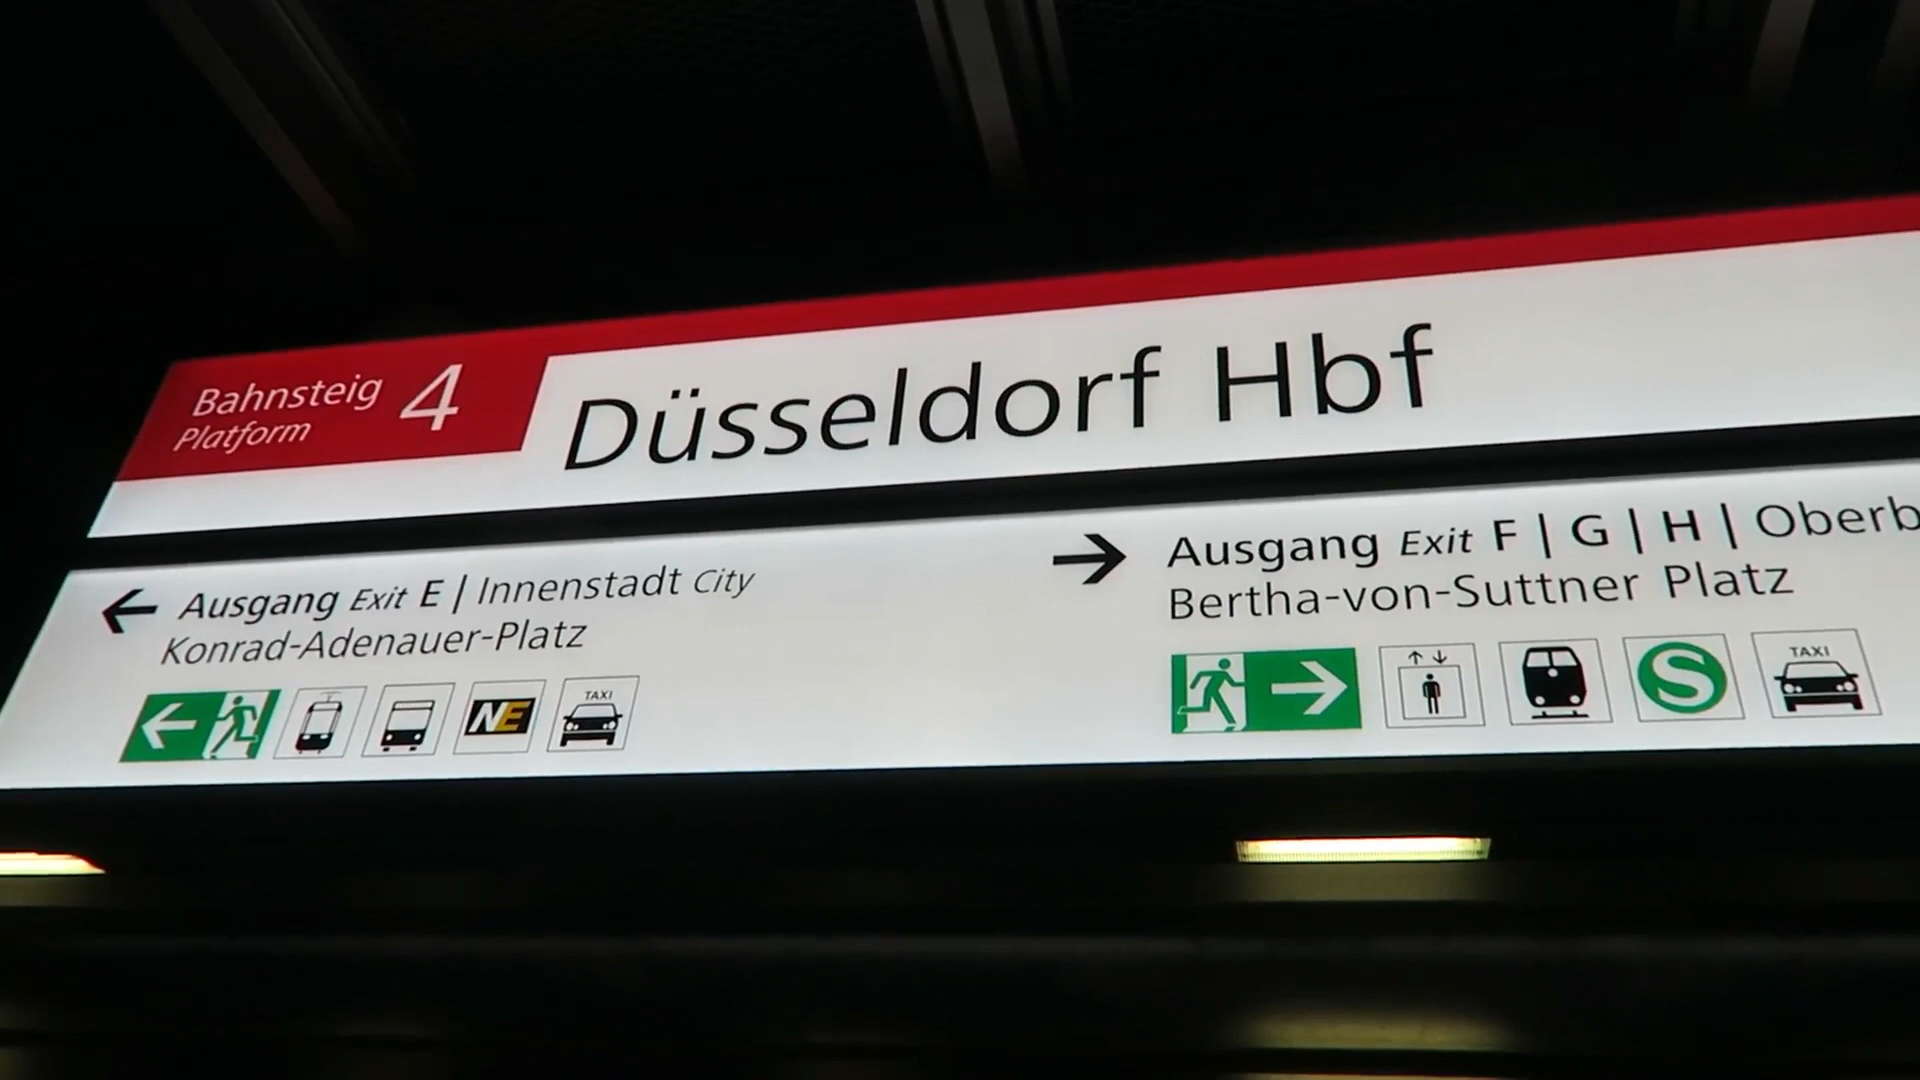 Bahnsteig 4
Platform
Düsseldorf Hbf
← Ausgang Exit E | Innenstadt City
Konrad-Adenauer-Platz
NE
TAXI
→ Ausgang Exit F | G | H | Oberb
Bertha-von-Suttner Platz
S
TAXI